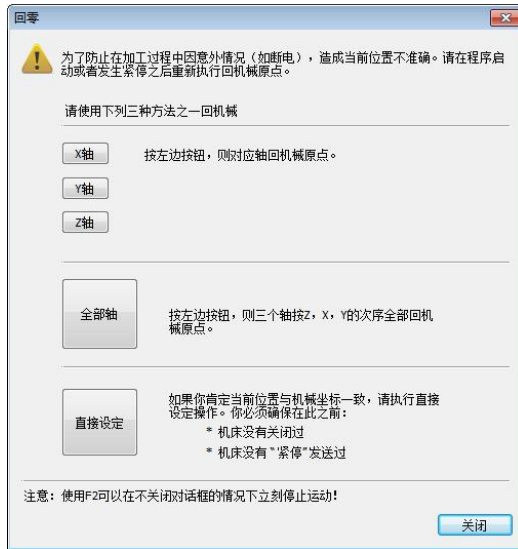 回零
为了防止在加工过程中因意外情况（如断电），造成当前位置不准确。请在程序启
动或者发生紧停之后重新执行回机械原点。
请使用下列三种方法之一回机械
X轴
按左边按钮，则对应轴回机械原点。
Y轴
Z轴
全部轴
按左边按钮，则三个轴按Z，X，Y的次序全部回机
械原点。
直接设定
如果你肯定当前位置与机械坐标一致，请执行直接
设定操作。你必须确保在此之前：
* 机床没有关闭过
* 机床没有"紧停"发送过
注意：使用F2可以在不关闭对话框的情况下立刻停止运动！
关闭